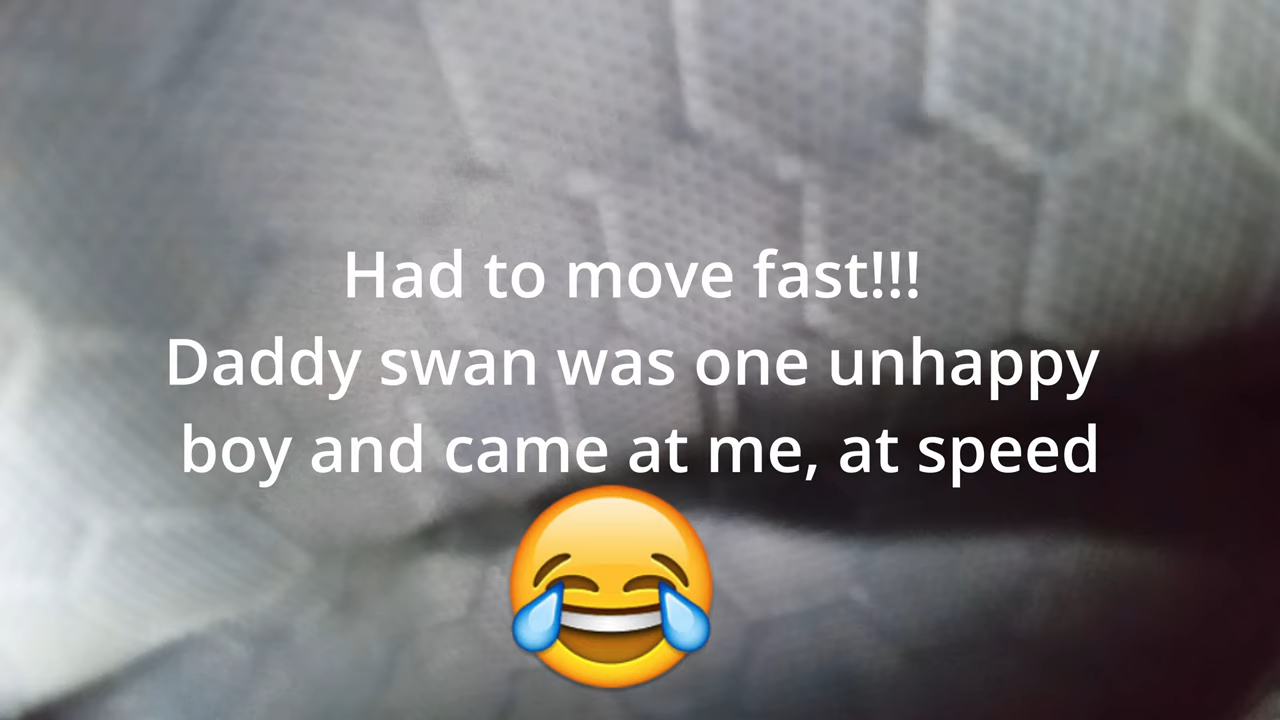 Had to move fast!!!
Daddy swan was one unhappy
boy and came at me, at speed
😂